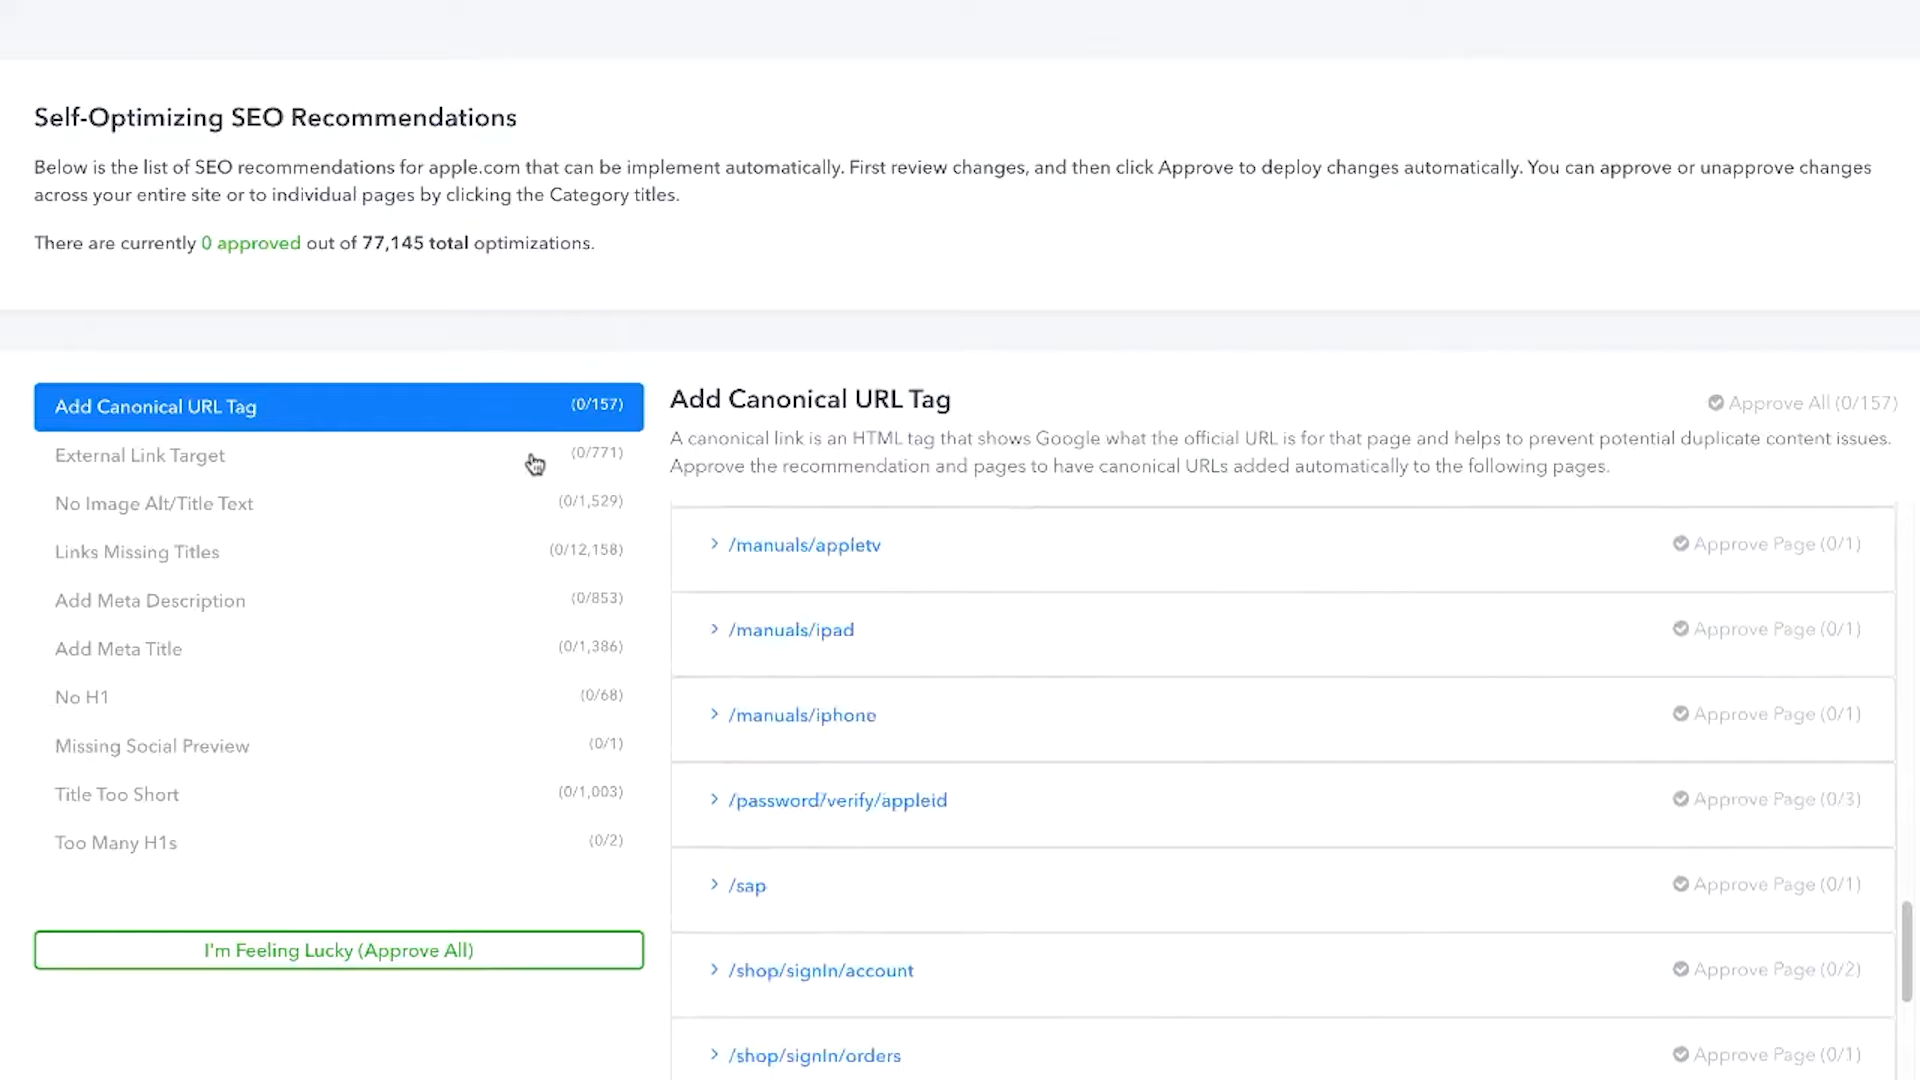 Self-Optimizing SEO Recommendations
Below is the list of SEO recommendations for apple.com that can be implement automatically. First review changes, and then click Approve to deploy changes automatically. You can approve or unapprove changes
across your entire site or to individual pages by clicking the Category titles.
There are currently 0 approved out of 77,145 total optimizations.
Add Canonical URL Tag (0/157)
External Link Target (0/771)
No Image Alt/Title Text (0/1,529)
Links Missing Titles (0/12,158)
Add Meta Description (0/853)
Add Meta Title (0/1,386)
No H1 (0/68)
Missing Social Preview (0/1)
Title Too Short (0/1,003)
Too Many H1s (0/2)
I'm Feeling Lucky (Approve All)
Add Canonical URL Tag
Approve All (0/157)
A canonical link is an HTML tag that shows Google what the official URL is for that page and helps to prevent potential duplicate content issues.
Approve the recommendation and pages to have canonical URLs added automatically to the following pages.
/manuals/appletv Approve Page (0/1)
/manuals/ipad Approve Page (0/1)
/manuals/iphone Approve Page (0/1)
/password/verify/appleid Approve Page (0/3)
/sap Approve Page (0/1)
/shop/signIn/account Approve Page (0/2)
/shop/signIn/orders Approve Page (0/1)